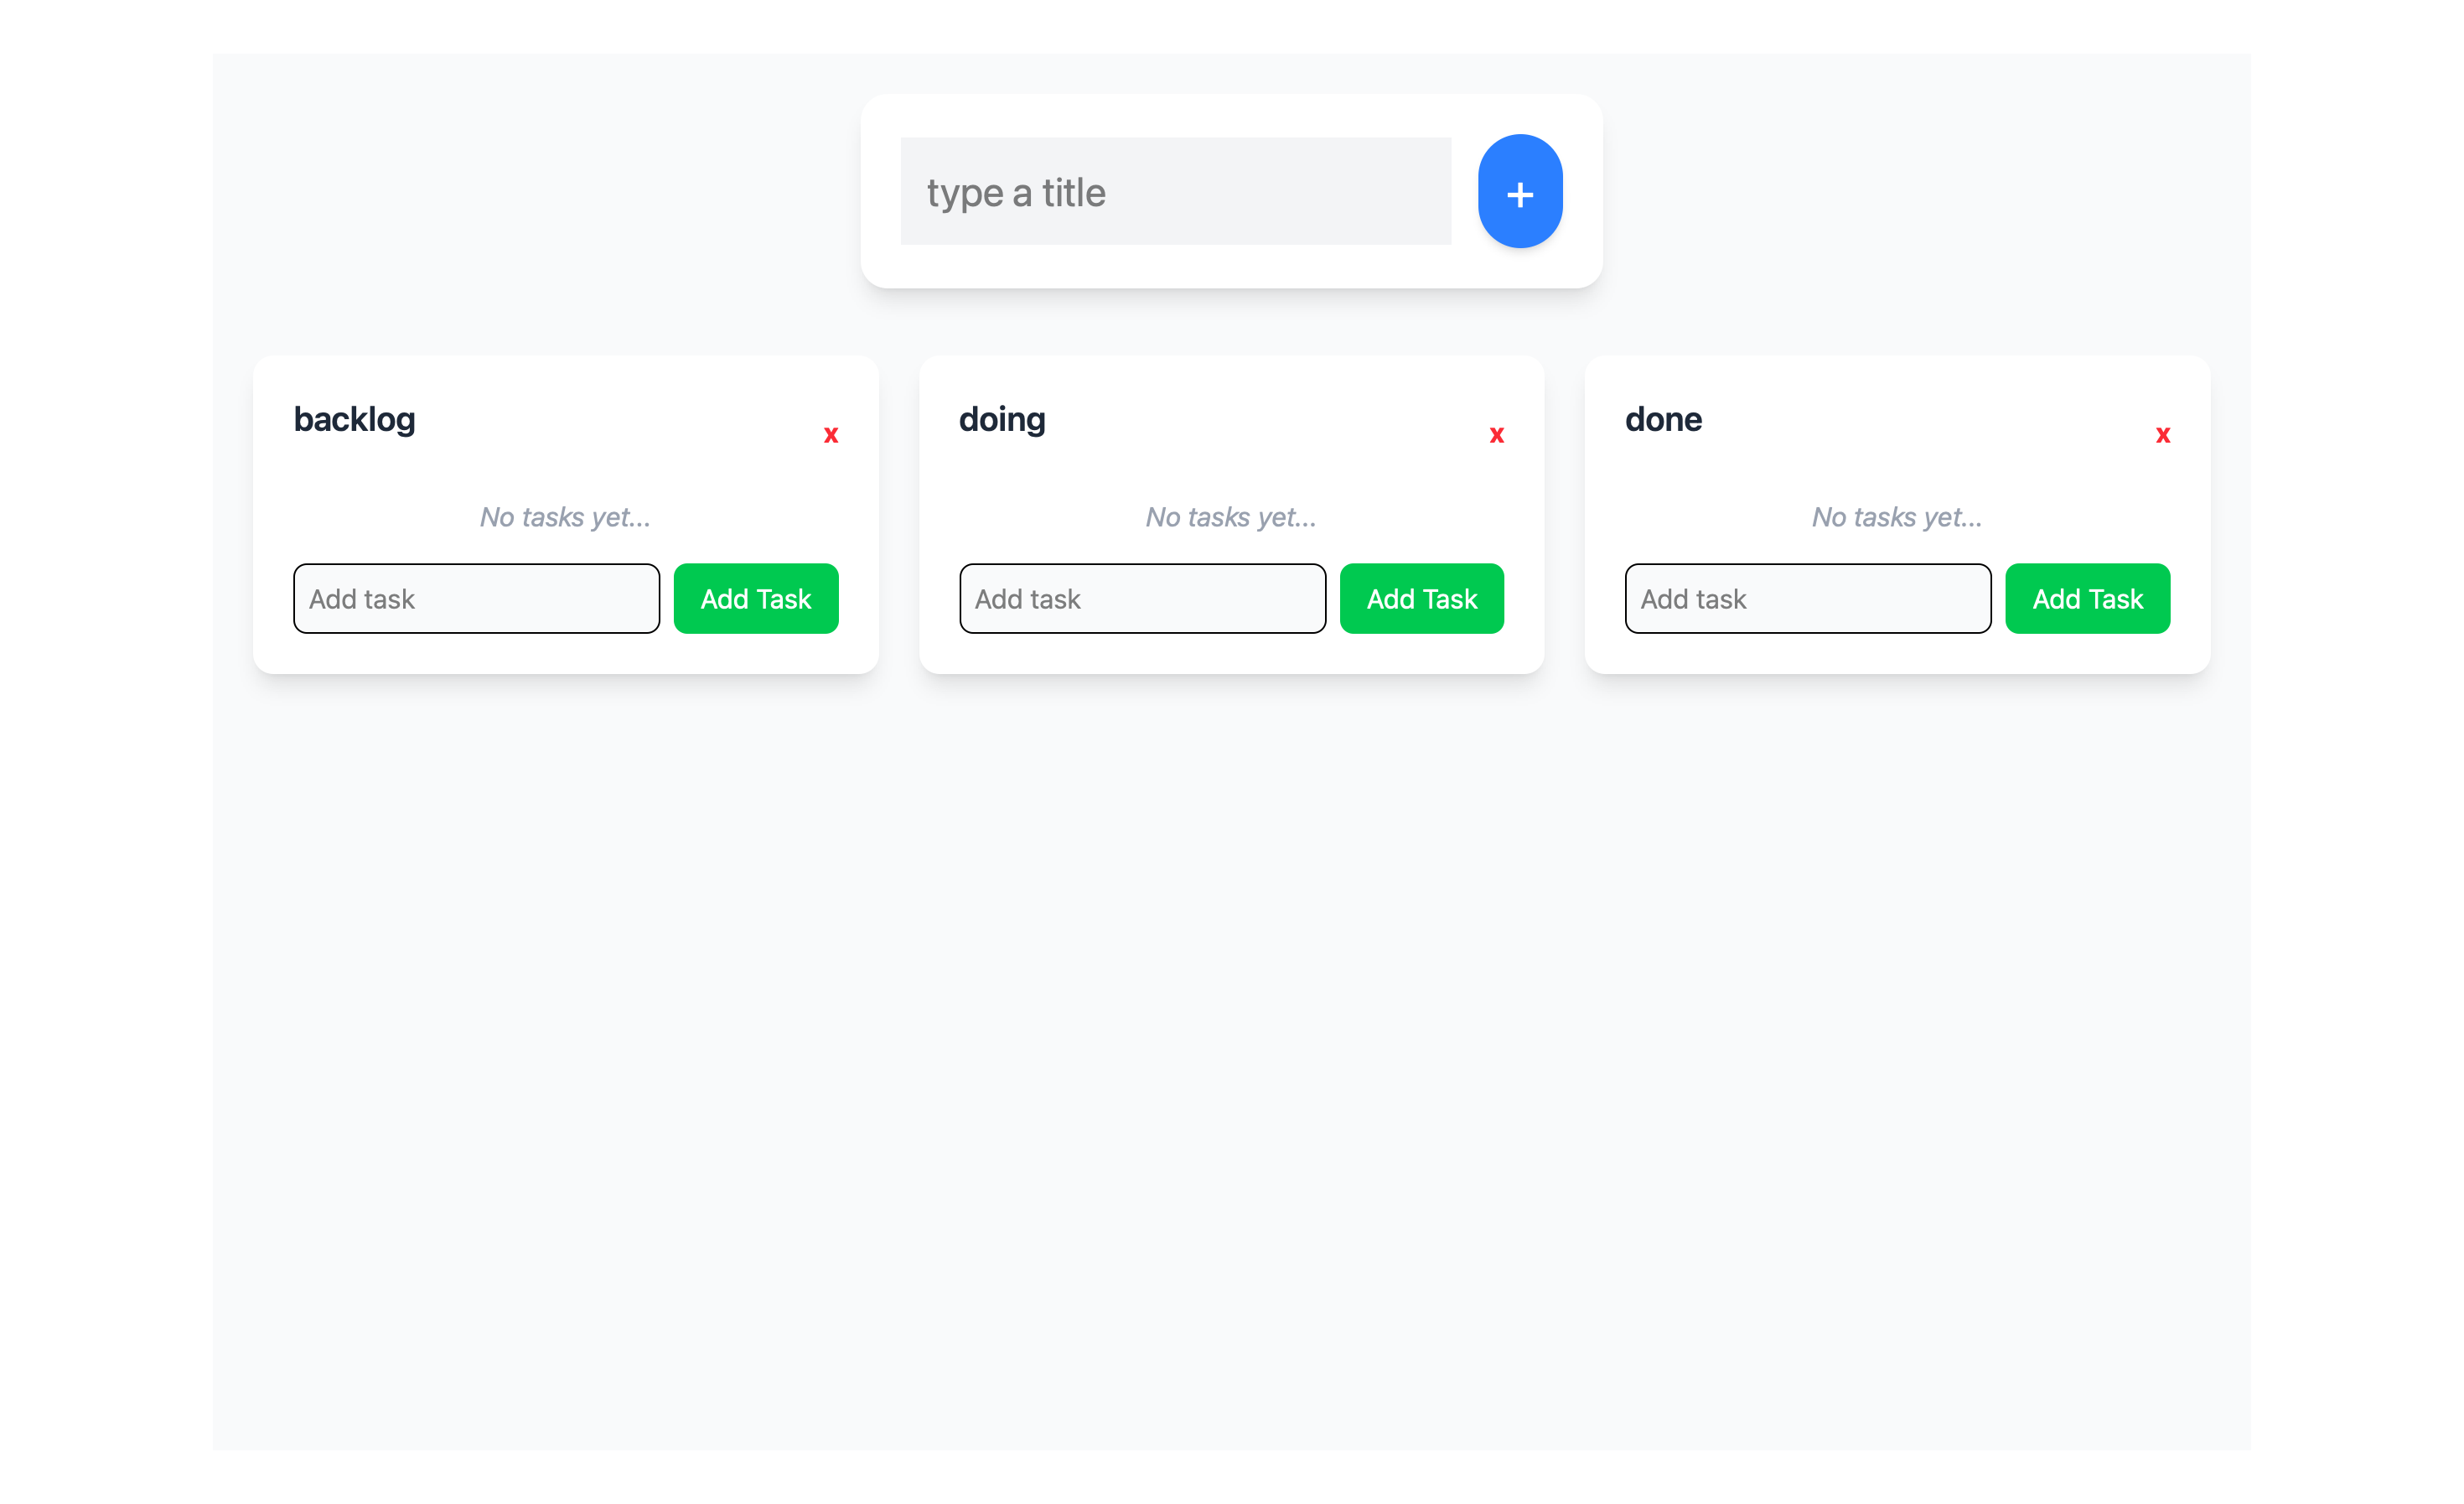 type a title
+
backlog
x
No tasks yet...
Add task
Add Task
doing
x
No tasks yet...
Add task
Add Task
done
x
No tasks yet...
Add task
Add Task